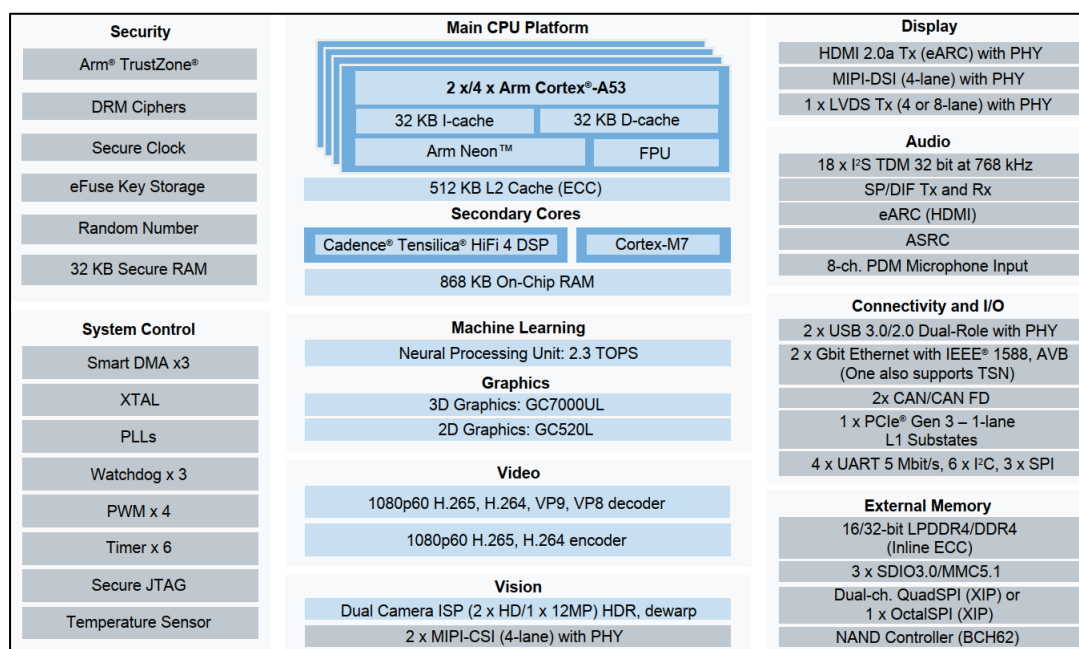 Security
Arm® TrustZone®
DRM Ciphers
Secure Clock
eFuse Key Storage
Random Number
32 KB Secure RAM
System Control
Smart DMA x3
XTAL
PLLs
Watchdog x 3
PWM x 4
Timer x 6
Secure JTAG
Temperature Sensor
Main CPU Platform
2 x/4 x Arm Cortex®-A53
32 KB I-cache
32 KB D-cache
Arm Neon™
FPU
512 KB L2 Cache (ECC)
Secondary Cores
Cadence® Tensilica® HiFi 4 DSP
Cortex-M7
868 KB On-Chip RAM
Machine Learning
Neural Processing Unit: 2.3 TOPS
Graphics
3D Graphics: GC7000UL
2D Graphics: GC520L
Video
1080p60 H.265, H.264, VP9, VP8 decoder
1080p60 H.265, H.264 encoder
Vision
Dual Camera ISP (2 x HD/1 x 12MP) HDR, dewarp
2 x MIPI-CSI (4-lane) with PHY
Display
HDMI 2.0a Tx (eARC) with PHY
MIPI-DSI (4-lane) with PHY
1 x LVDS Tx (4 or 8-lane) with PHY
Audio
18 x I²S TDM 32 bit at 768 kHz
SP/DIF Tx and Rx
eARC (HDMI)
ASRC
8-ch. PDM Microphone Input
Connectivity and I/O
2 x USB 3.0/2.0 Dual-Role with PHY
2 x Gbit Ethernet with IEEE® 1588, AVB
(One also supports TSN)
2x CAN/CAN FD
1 x PCIe® Gen 3 – 1-lane
L1 Substates
4 x UART 5 Mbit/s, 6 x I²C, 3 x SPI
External Memory
16/32-bit LPDDR4/DDR4
(Inline ECC)
3 x SDIO3.0/MMC5.1
Dual-ch. QuadSPI (XIP) or
1 x OctalSPI (XIP)
NAND Controller (BCH62)